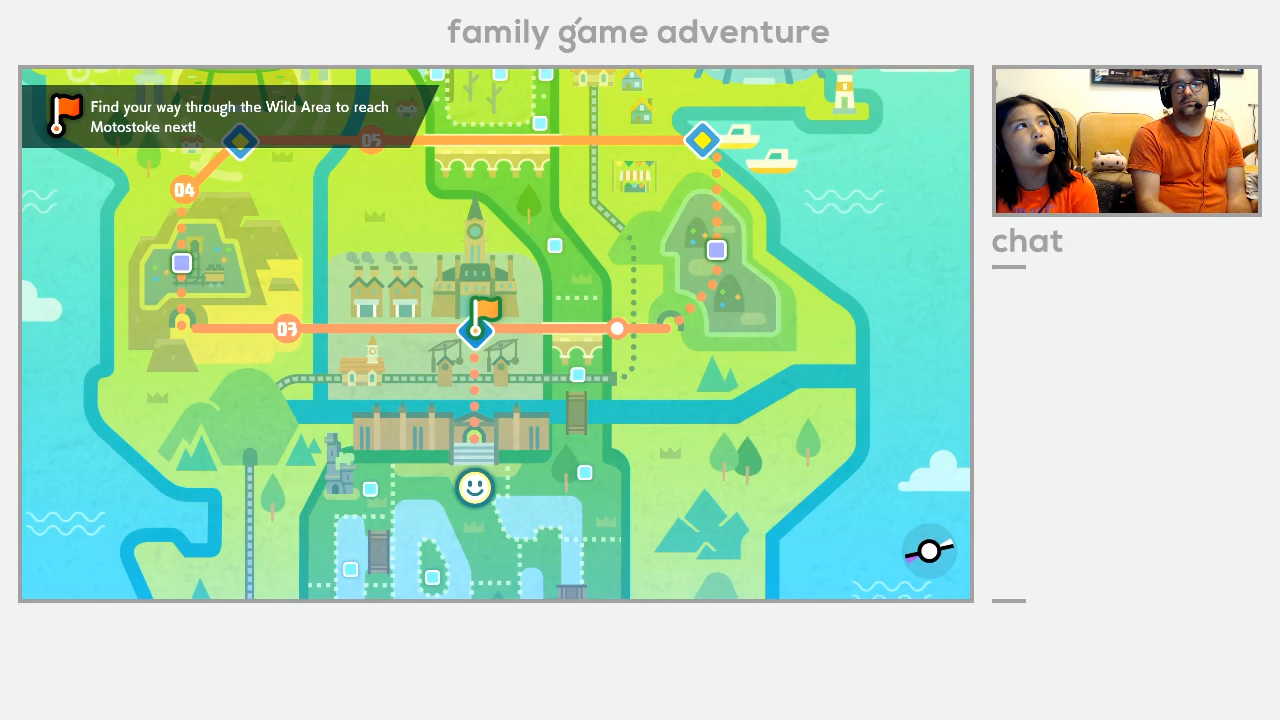 family game adventure
Find your way through the Wild Area to reach
Motostoke next!
05
04
03
chat